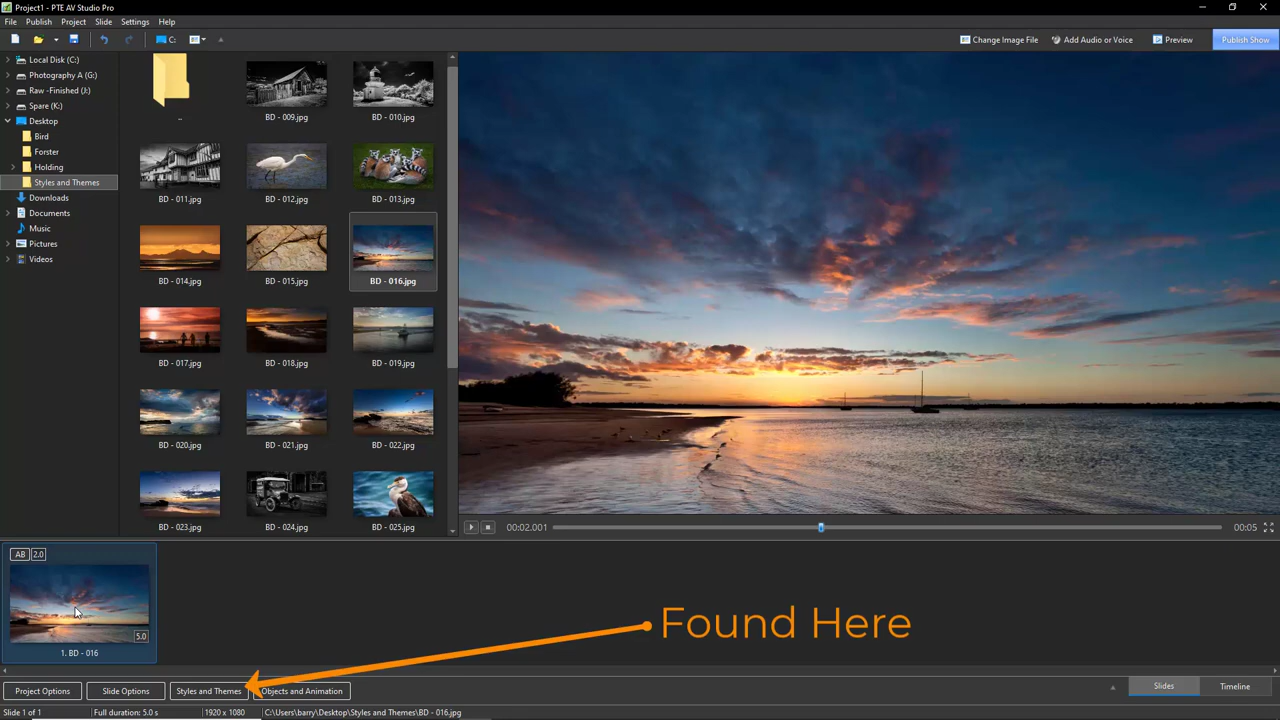 Project1 - PTE AV Studio Pro
File Publish Project Slide Settings Help
C:
Change Image File Add Audio or Voice Preview Publish Show
Local Disk (C:)
Photography A (G:)
Raw -Finished (J:)
Spare (K:)
Desktop
Bird
Forster
Holding
Styles and Themes
Downloads
Documents
Music
Pictures
Videos
..
BD - 009.jpg
BD - 010.jpg
BD - 011.jpg
BD - 012.jpg
BD - 013.jpg
BD - 014.jpg
BD - 015.jpg
BD - 016.jpg
BD - 017.jpg
BD - 018.jpg
BD - 019.jpg
BD - 020.jpg
BD - 021.jpg
BD - 022.jpg
BD - 023.jpg
BD - 024.jpg
BD - 025.jpg
00:02.001 00:05
AB 2.0
5.0
1. BD - 016
Found Here
Project Options Slide Options Styles and Themes Objects and Animation Slides Timeline
Slide 1 of 1 Full duration: 5.0 s 1920 x 1080 C:\Users\barry\Desktop\Styles and Themes\BD - 016.jpg